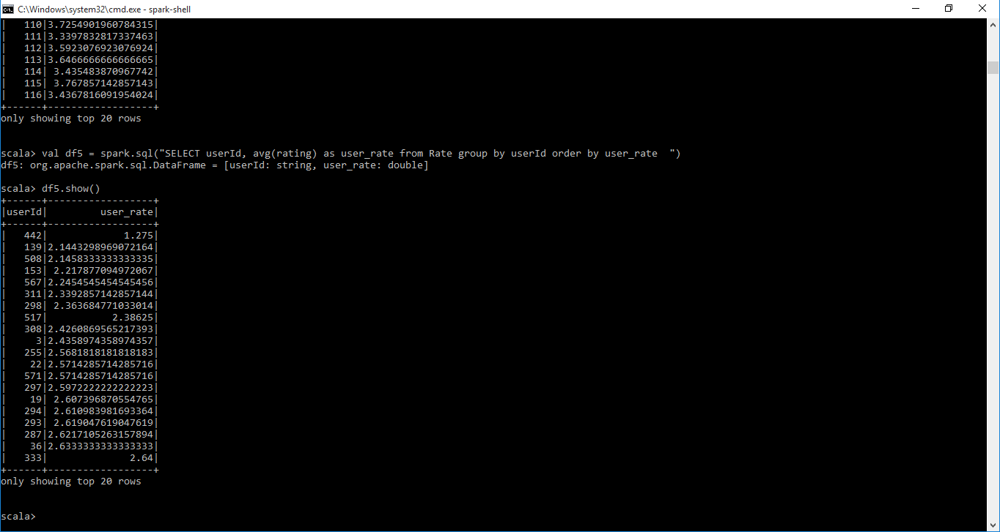 C:\Windows\system32\cmd.exe - spark-shell
|   110|3.7254901960784315|
|   111|3.3397832817337463|
|   112|3.5923076923076924|
|   113|3.6466666666666665|
|   114| 3.435483870967742|
|   115| 3.767857142857143|
|   116|3.4367816091954024|
+------+------------------+
only showing top 20 rows
scala> val df5 = spark.sql("SELECT userId, avg(rating) as user_rate from Rate group by userId order by user_rate  ")
df5: org.apache.spark.sql.DataFrame = [userId: string, user_rate: double]
scala> df5.show()
+------+------------------+
|userId|         user_rate|
+------+------------------+
|   442|             1.275|
|   139|2.1443298969072164|
|   508|2.1458333333333335|
|   153| 2.217877094972067|
|   567|2.2454545454545456|
|   311|2.3392857142857144|
|   298| 2.363684771033014|
|   517|           2.38625|
|   308|2.4260869565217393|
|     3|2.4358974358974357|
|   255|2.5681818181818183|
|    22|2.5714285714285716|
|   571|2.5714285714285716|
|   297|2.5972222222222223|
|    19| 2.607396870554765|
|   294| 2.610983981693364|
|   293| 2.619047619047619|
|   287|2.6217105263157894|
|    36|2.6333333333333333|
|   333|              2.64|
+------+------------------+
only showing top 20 rows
scala>